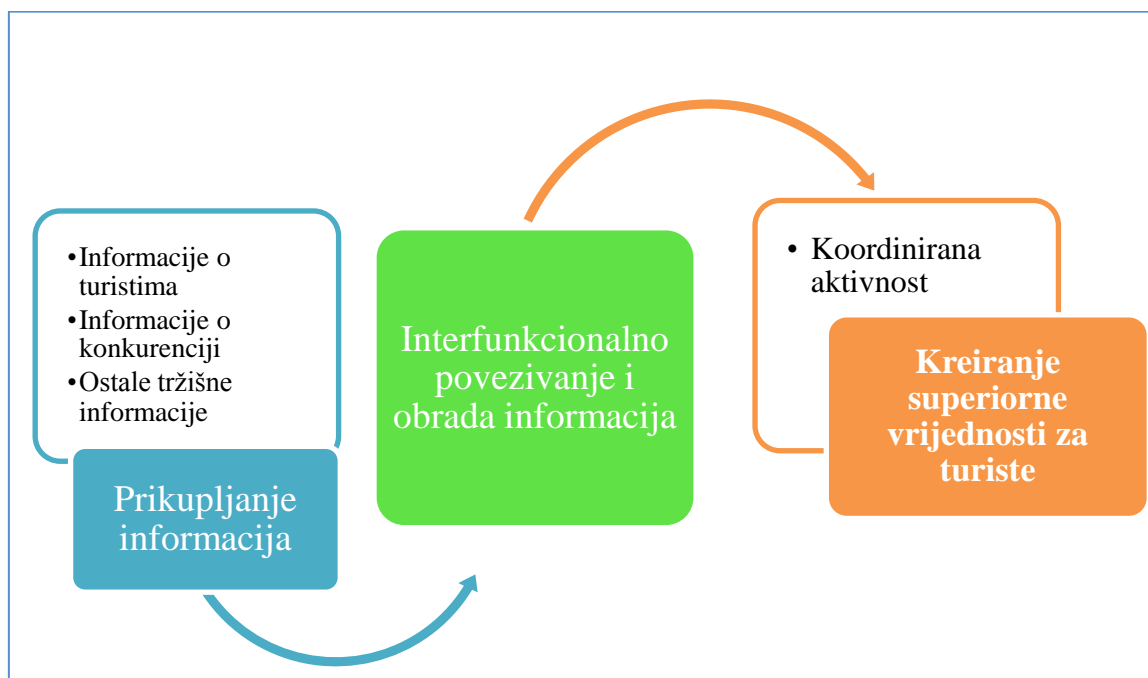 •Informacije o
turistima
•Informacije o
konkurenciji
•Ostale tržišne
informacije
Prikupljanje
informacija
Interfunkcionalno
povezivanje i
obrada informacija
• Koordinirana
aktivnost
Kreiranje
superiorne
vrijednosti za
turiste